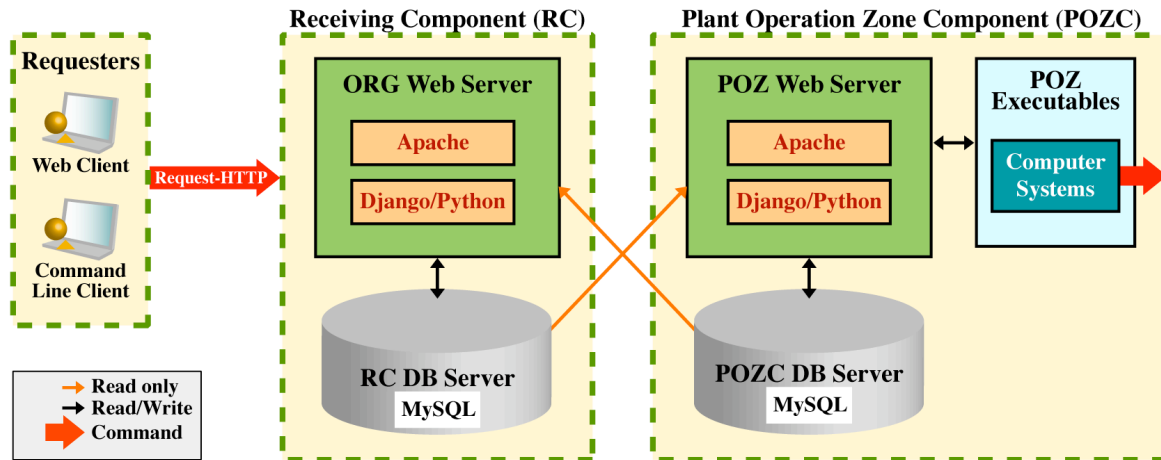 Receiving Component (RC)
Plant Operation Zone Component (POZC)
Requesters
Web Client
Command
Line Client
Request-HTTP
ORG Web Server
Apache
Django/Python
RC DB Server
MySQL
POZ Web Server
Apache
Django/Python
POZC DB Server
MySQL
POZ
Executables
Computer
Systems
Read only
Read/Write
Command